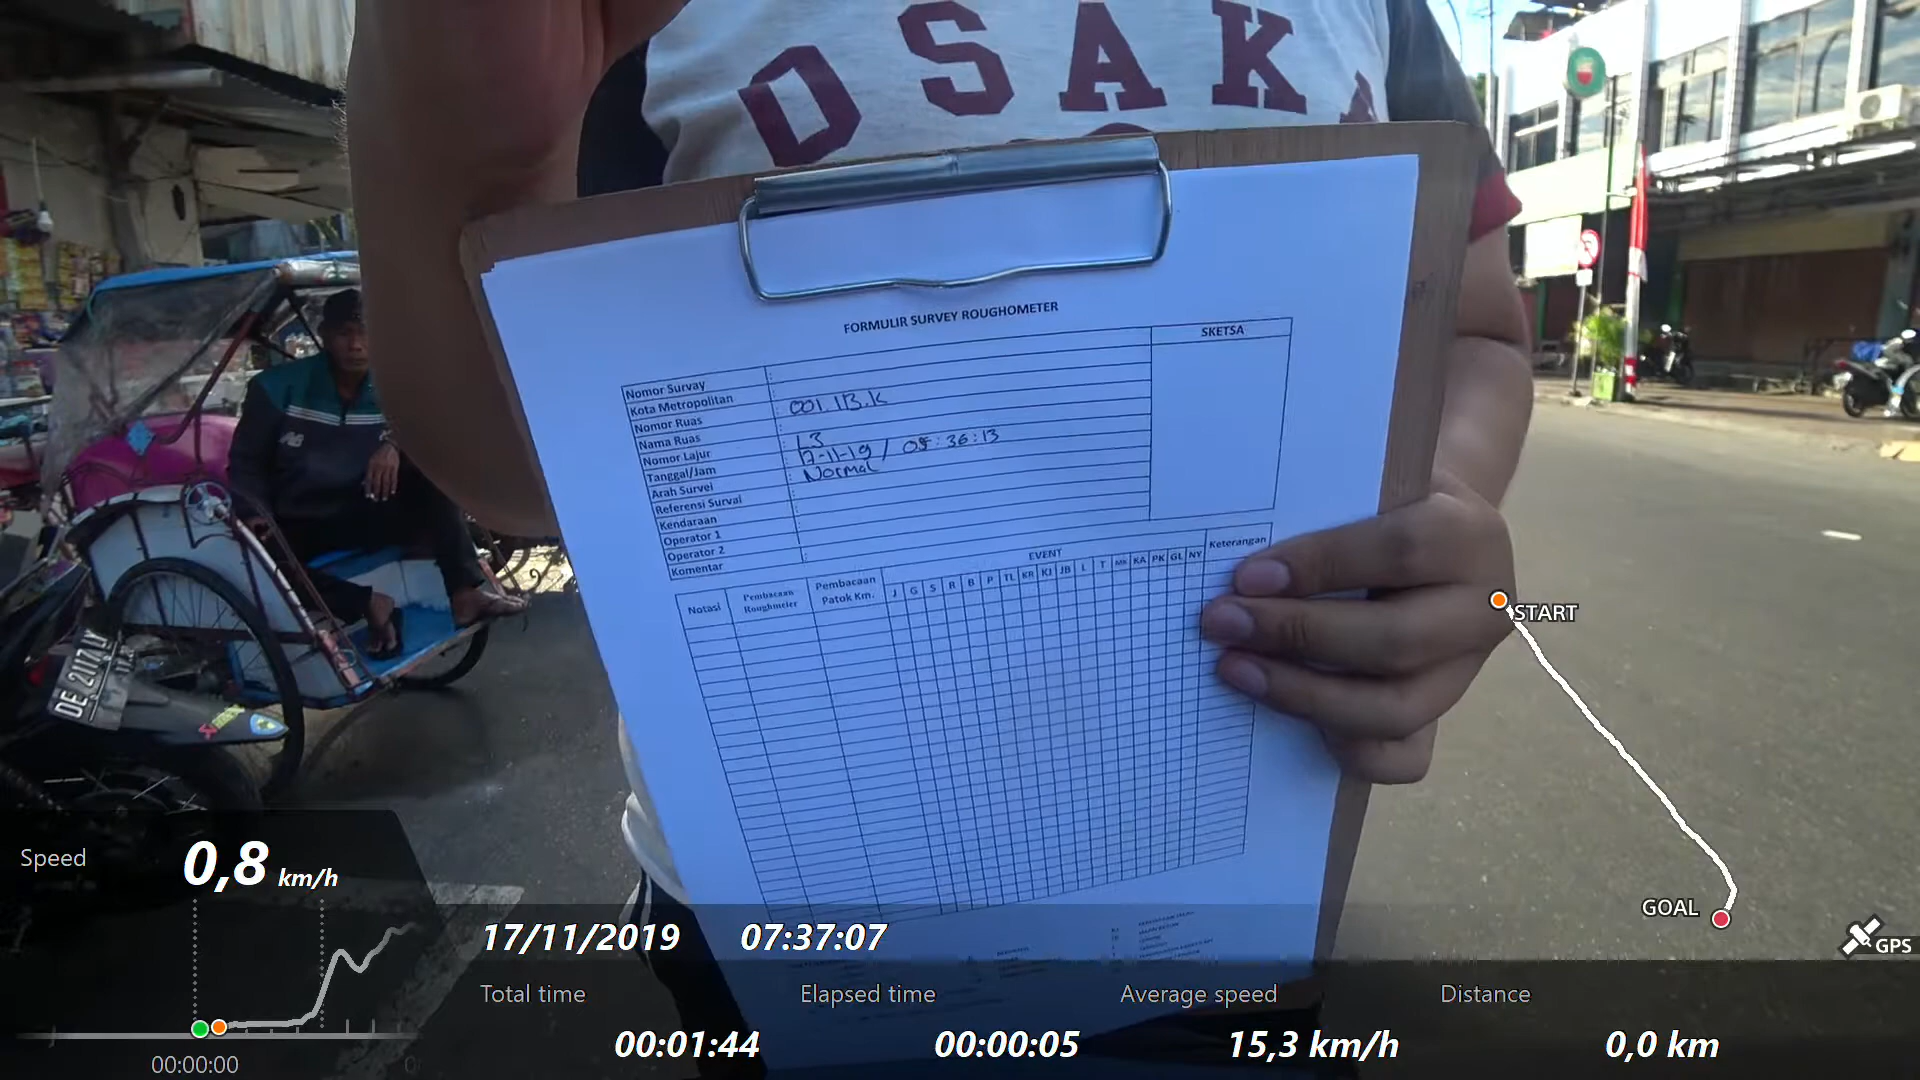 OSAKA
FORMULIR SURVEY ROUGHOMETER
SKETSA
Nomor Survay :
Kota Metropolitan
Nomor Ruas 001.1B.K
Nama Ruas
Nomor Lajur : L3
Tanggal/Jam : 17-11-19 / 05:36:13
Arah Survei : Normal
Referensi Survai :
Kendaraan
Operator 1
Operator 2
Komentar :
Notasi
Pembacaan Roughmeter
Pembacaan Patok Km.
EVENT
J G S R B P TL KR KJ JB L T MK KA PK GL NY
Keterangan
DE 2117 LY
START
GOAL
GPS
Speed
0,8 km/h
00:00:00
17/11/2019 07:37:07
Total time
00:01:44
Elapsed time
00:00:05
Average speed
15,3 km/h
Distance
0,0 km